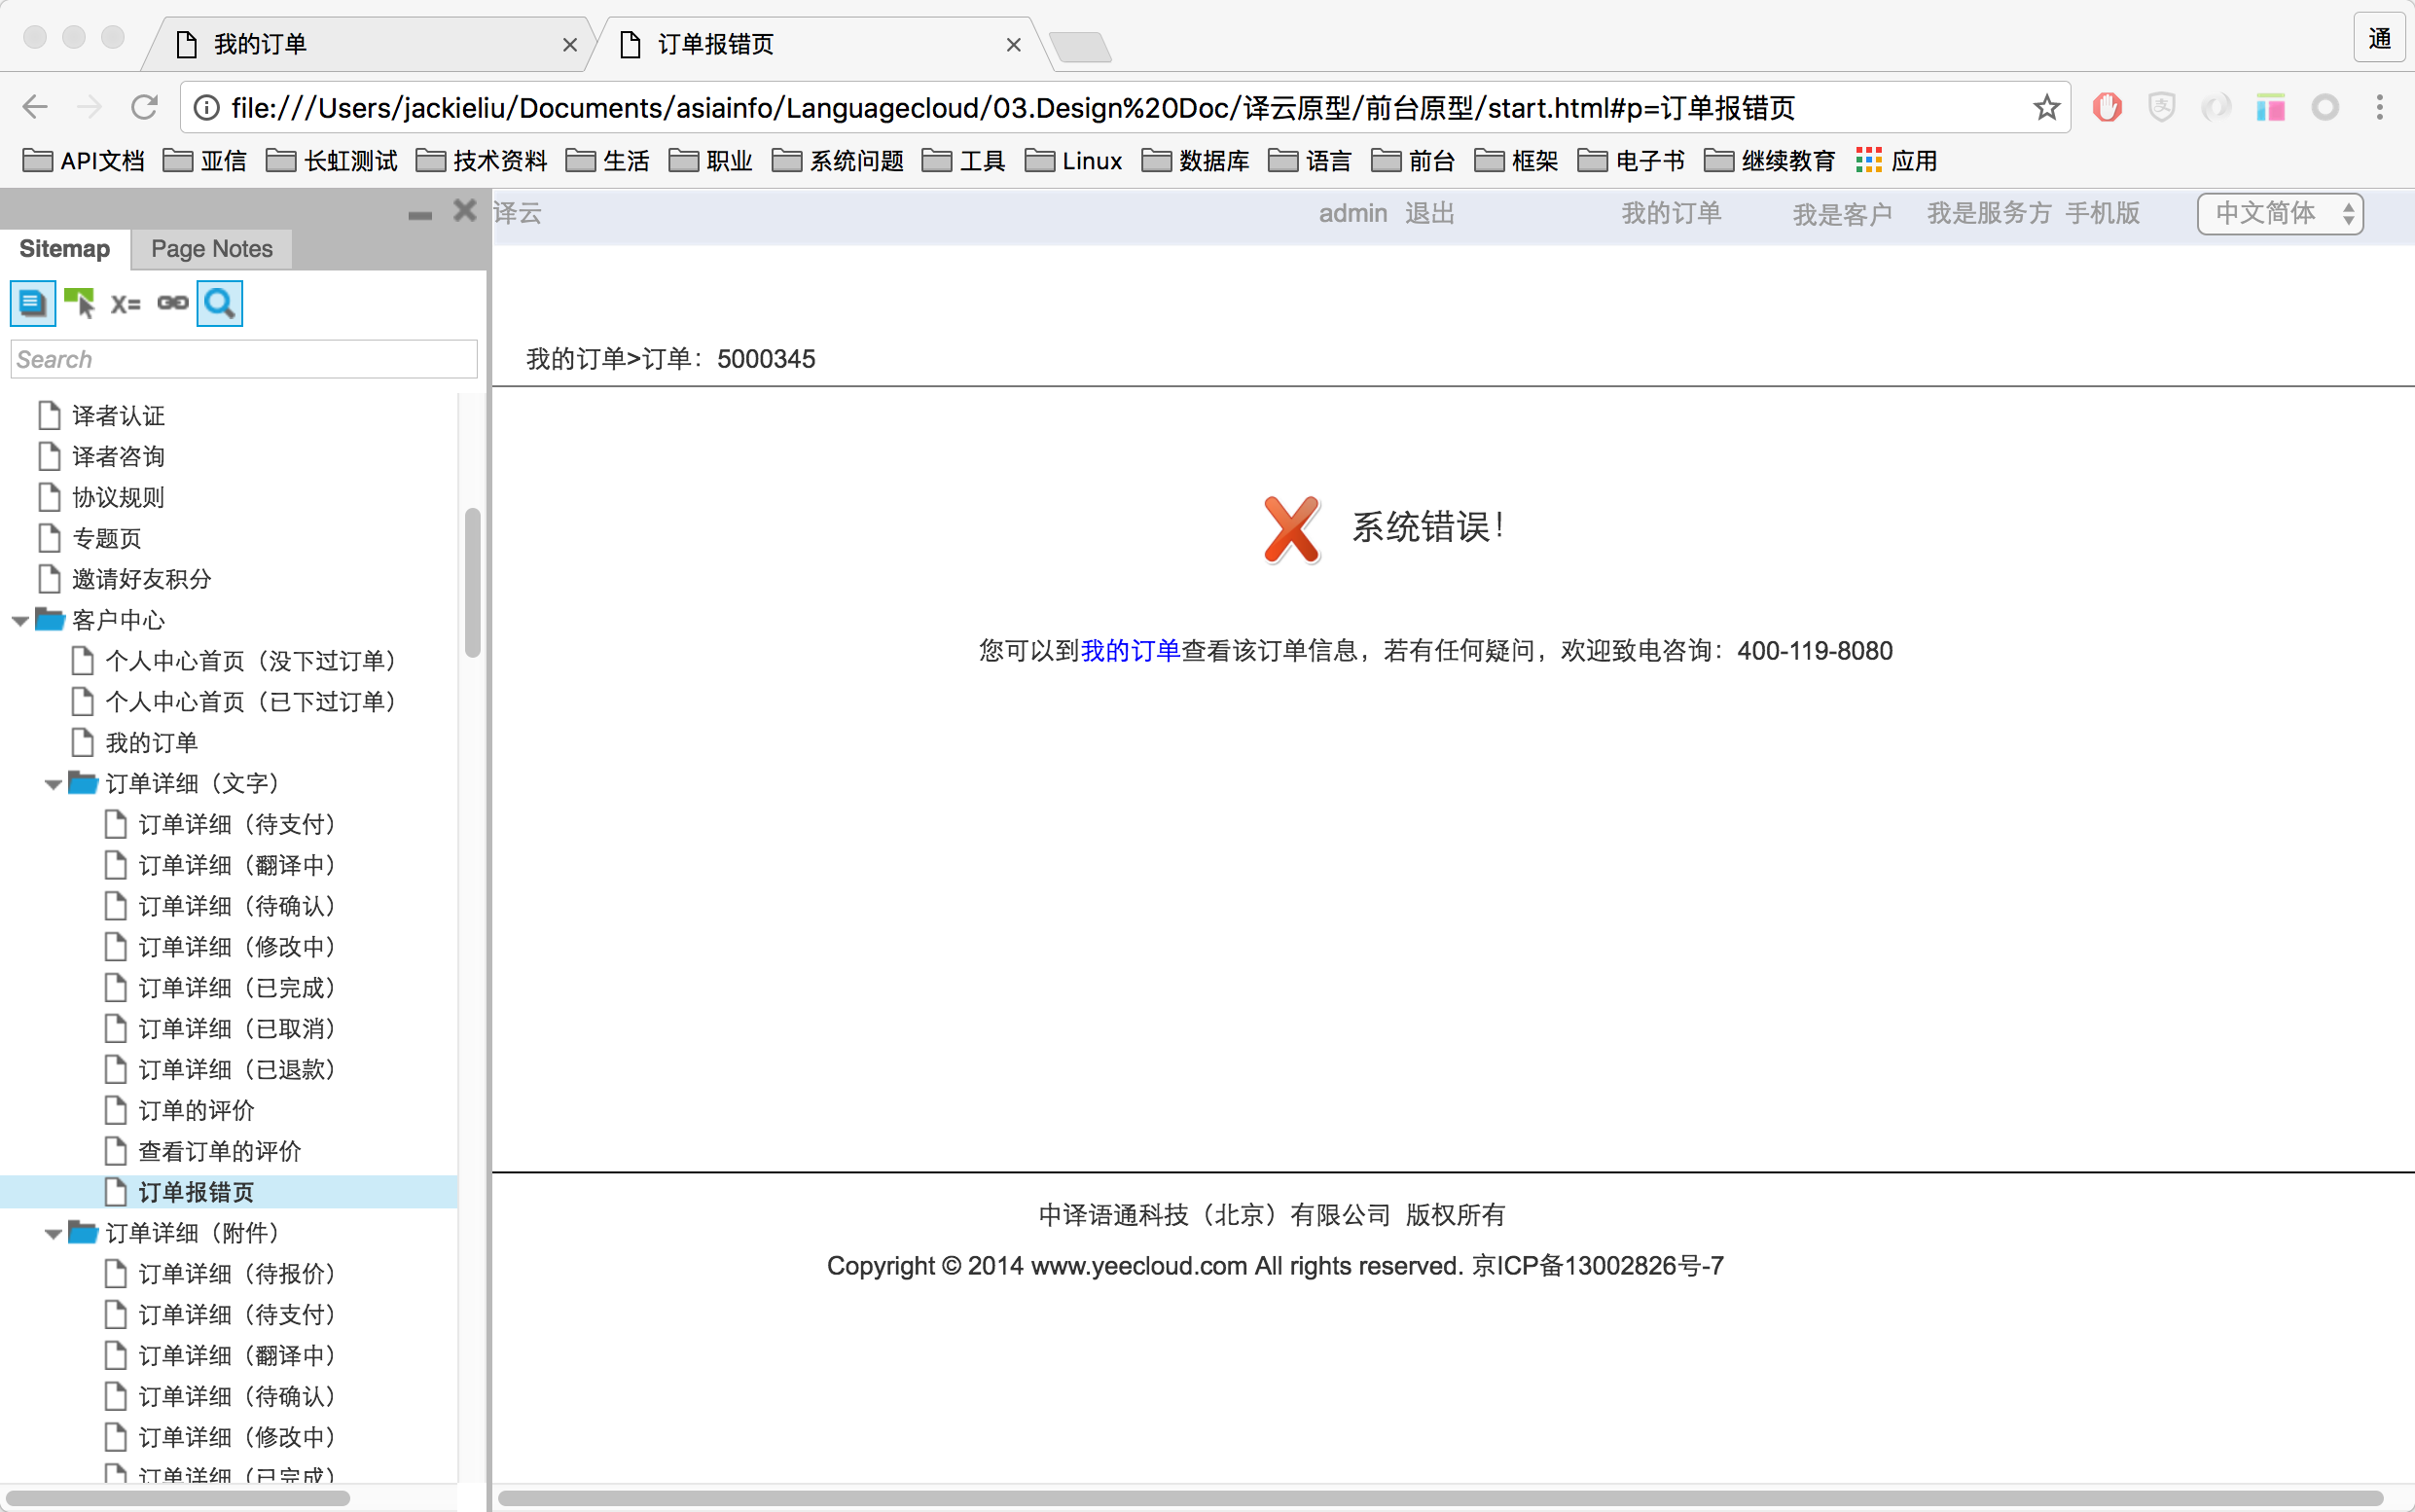 我的订单
订单报错页
通
file:///Users/jackieliu/Documents/asiainfo/Languagecloud/03.Design%20Doc/译云原型/前台原型/start.html#p=订单报错页
API文档 亚信 长虹测试 技术资料 生活 职业 系统问题 工具 Linux 数据库 语言 前台 框架 电子书 继续教育 应用
Sitemap Page Notes
X=
Search
译者认证
译者咨询
协议规则
专题页
邀请好友积分
客户中心
个人中心首页（没下过订单）
个人中心首页（已下过订单）
我的订单
订单详细（文字）
订单详细（待支付）
订单详细（翻译中）
订单详细（待确认）
订单详细（修改中）
订单详细（已完成）
订单详细（已取消）
订单详细（已退款）
订单的评价
查看订单的评价
订单报错页
订单详细（附件）
订单详细（待报价）
订单详细（待支付）
订单详细（翻译中）
订单详细（待确认）
订单详细（修改中）
订单详细（已完成）
译云 admin 退出 我的订单 我是客户 我是服务方 手机版 中文简体
我的订单>订单：5000345
系统错误！
您可以到我的订单查看该订单信息，若有任何疑问，欢迎致电咨询：400-119-8080
中译语通科技（北京）有限公司 版权所有
Copyright © 2014 www.yeecloud.com All rights reserved. 京ICP备13002826号-7